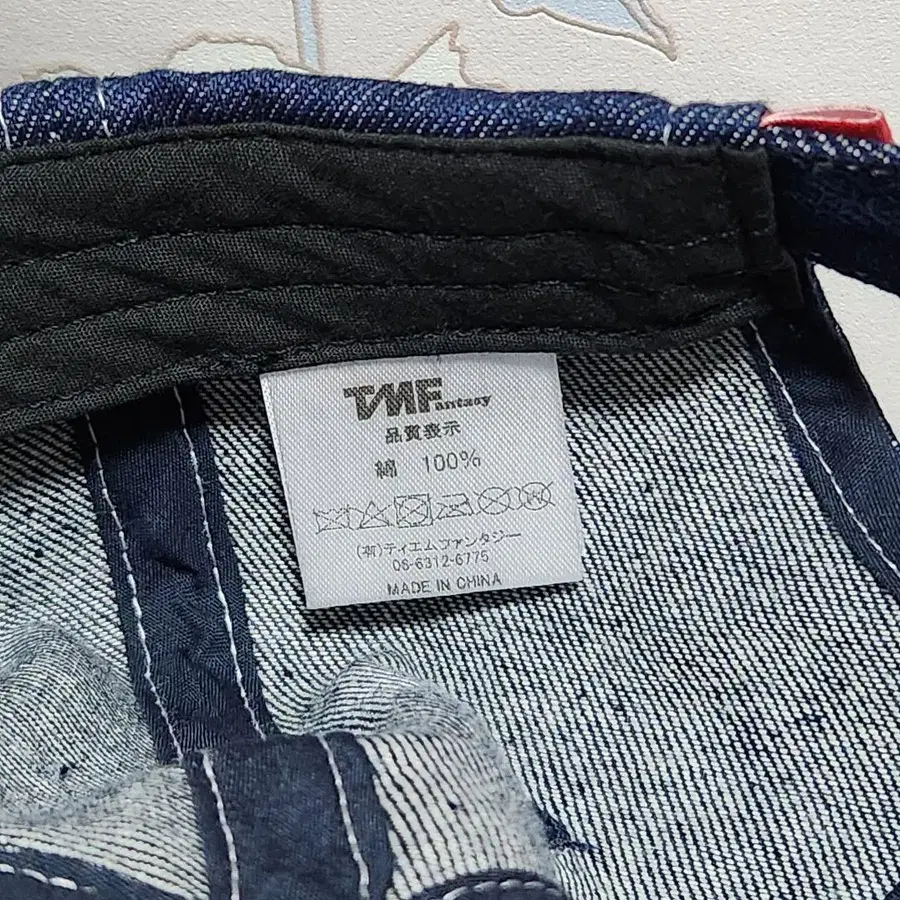 TMFantasy
品質表示
綿 100%
(有)ティエムファンタジー
06-6312-6775
MADE IN CHINA